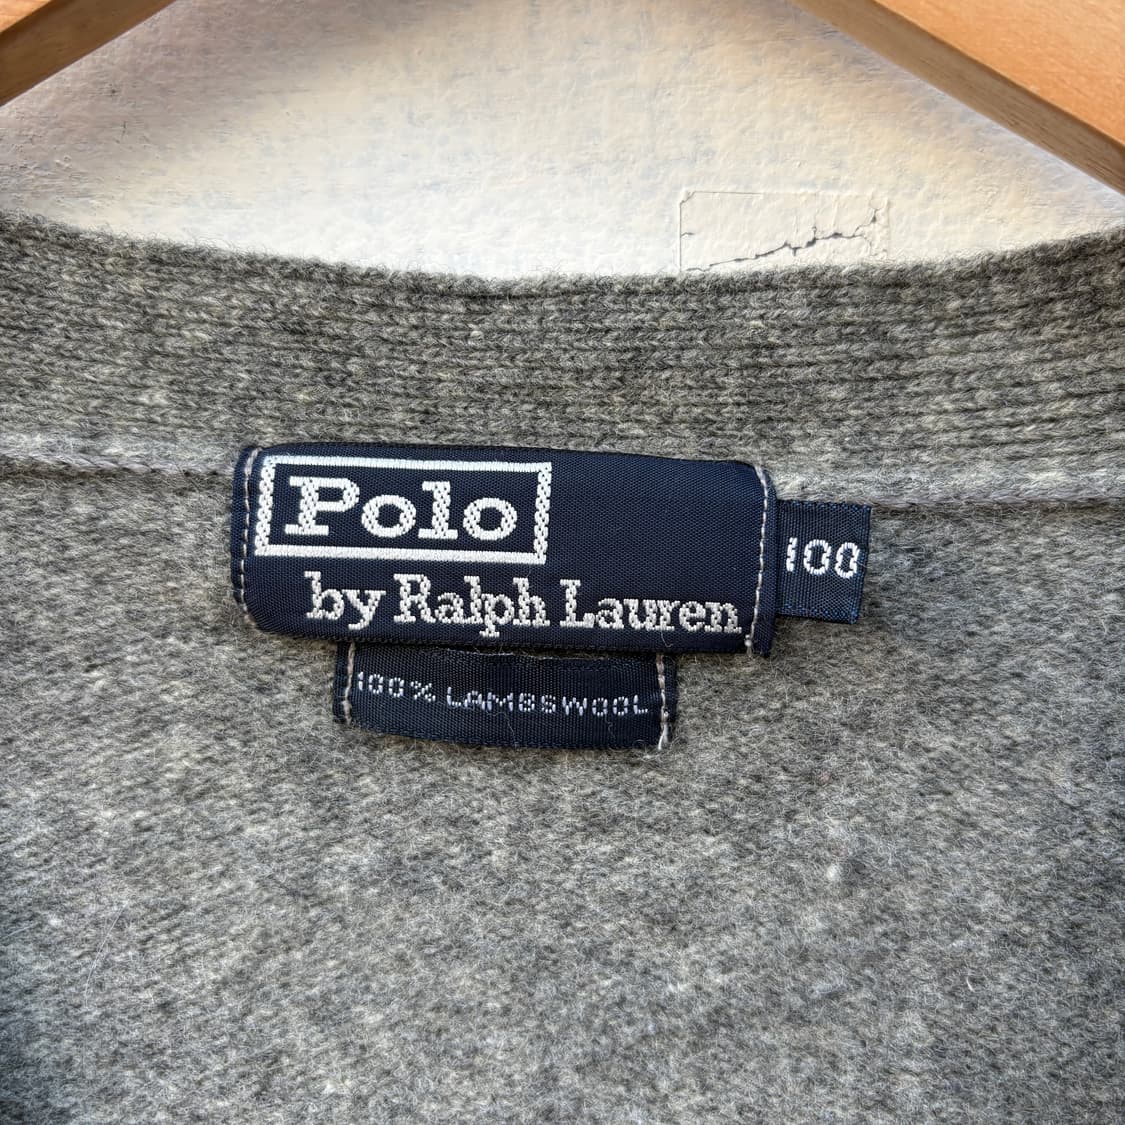 Polo
by Ralph Lauren
100
100% LAMBSWOOL